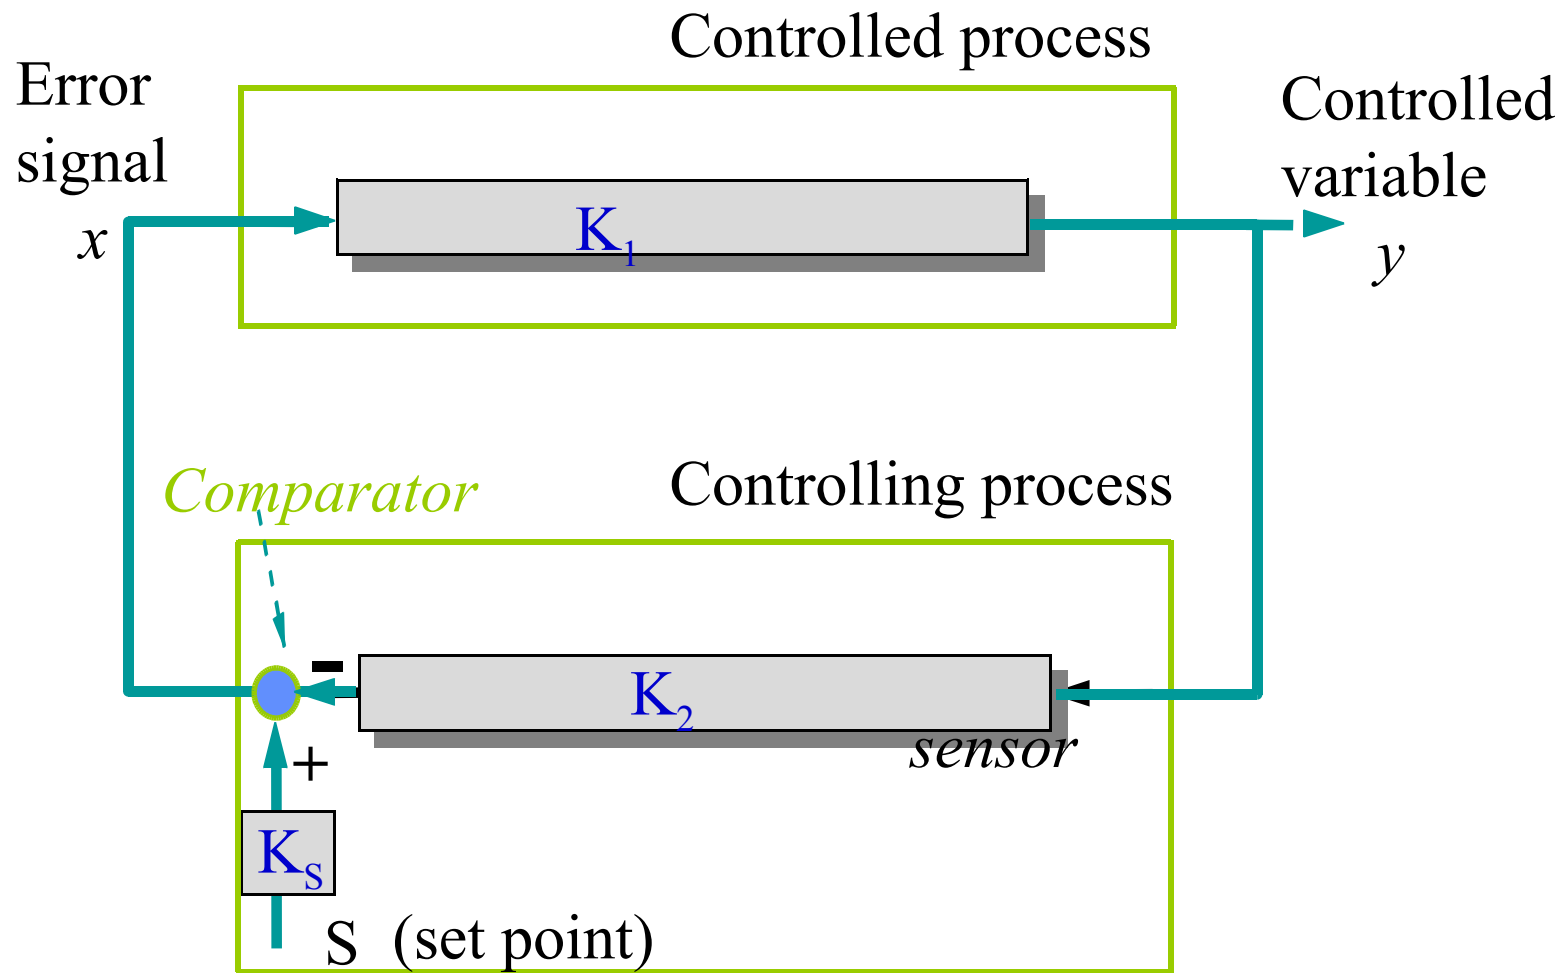 Controlled process
Error
signal
x
Controlled
variable
y
K1
Comparator
Controlling process
-
K2
sensor
+
KS
S (set point)